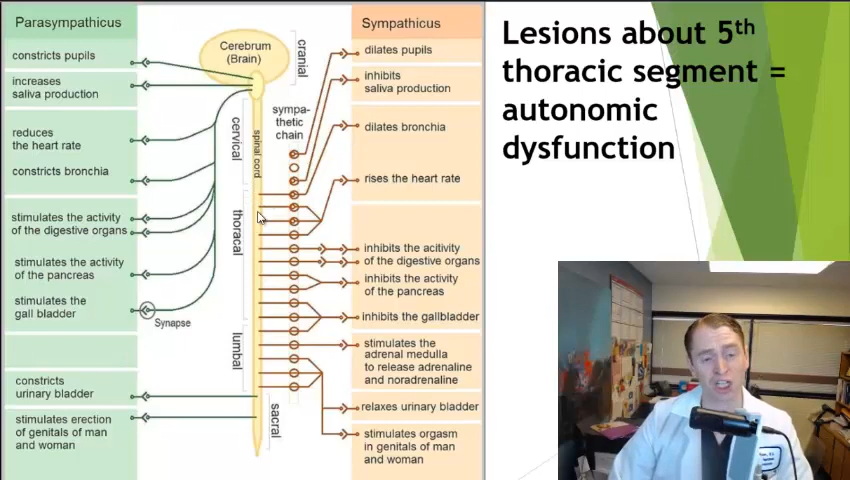 Parasympathicus
constricts pupils
increases
saliva production
reduces
the heart rate
constricts bronchia
stimulates the activity
of the digestive organs
stimulates the activity
of the pancreas
stimulates the
gall bladder
constricts
urinary bladder
stimulates erection
of genitals of man
and woman
Cerebrum
(Brain)
cranial
sympa-
thetic
chain
cervical
spinal cord
thoracal
Synapse
lumbal
sacral
Sympathicus
dilates pupils
inhibits
saliva production
dilates bronchia
rises the heart rate
inhibits the acitivity
of the digestive organs
inhibits the activity
of the pancreas
inhibits the gallbladder
stimulates the
adrenal medulla
to release adrenaline
and noradrenaline
relaxes urinary bladder
stimulates orgasm
in genitals of man
and woman
Lesions about 5th
thoracic segment =
autonomic
dysfunction